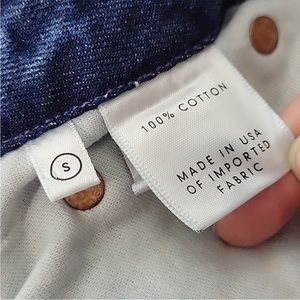 S
100% COTTON
MADE IN USA
OF IMPORTED
FABRIC